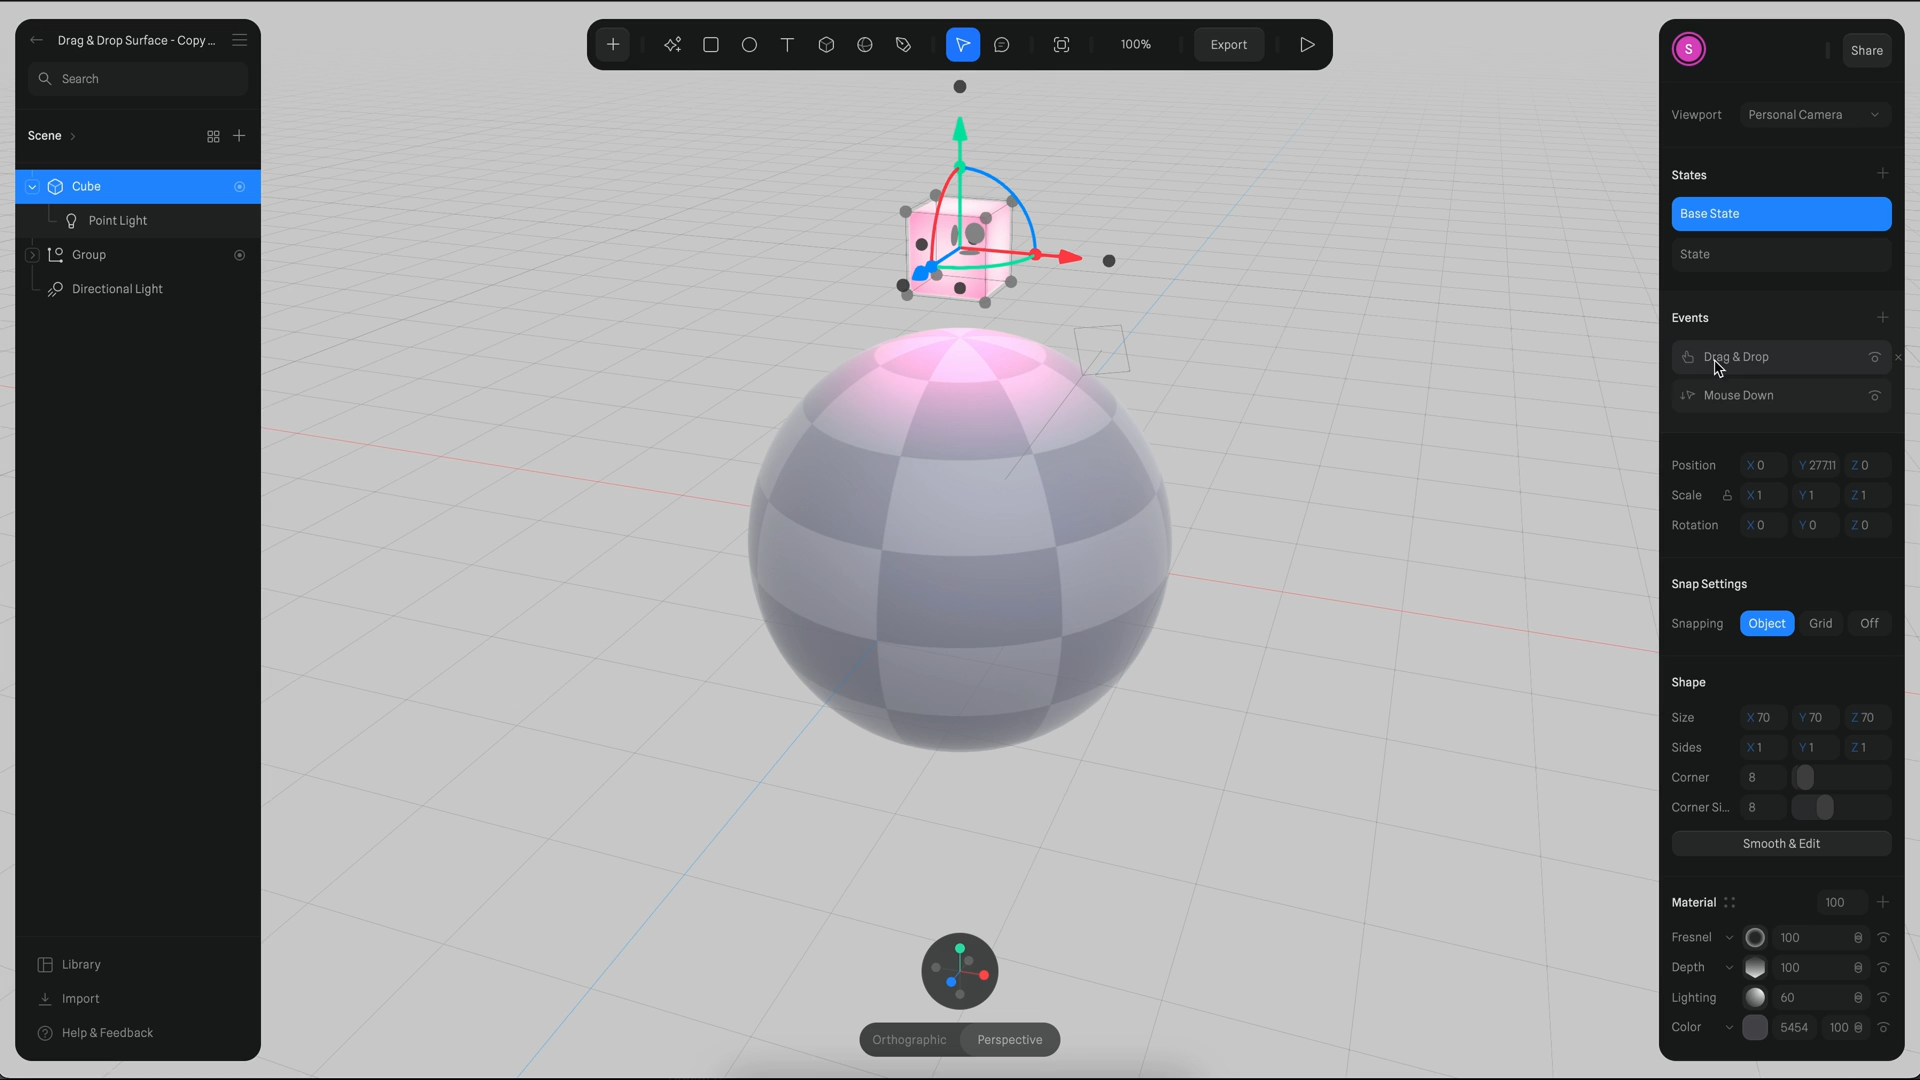 Drag & Drop Surface - Copy ...
Search
Scene
Cube
Point Light
Group
Directional Light
Library
Import
Help & Feedback
T
100%
Export
Orthographic
Perspective
S
Share
Viewport Personal Camera
States
Base State
State
Events
Drag & Drop
Mouse Down
Position X 0 Y 277.11 Z 0
Scale X 1 Y 1 Z 1
Rotation X 0 Y 0 Z 0
Snap Settings
Snapping Object Grid Off
Shape
Size X 70 Y 70 Z 70
Sides X 1 Y 1 Z 1
Corner 8
Corner Si... 8
Smooth & Edit
Material 100
Fresnel 100
Depth 100
Lighting 60
Color 5454 100